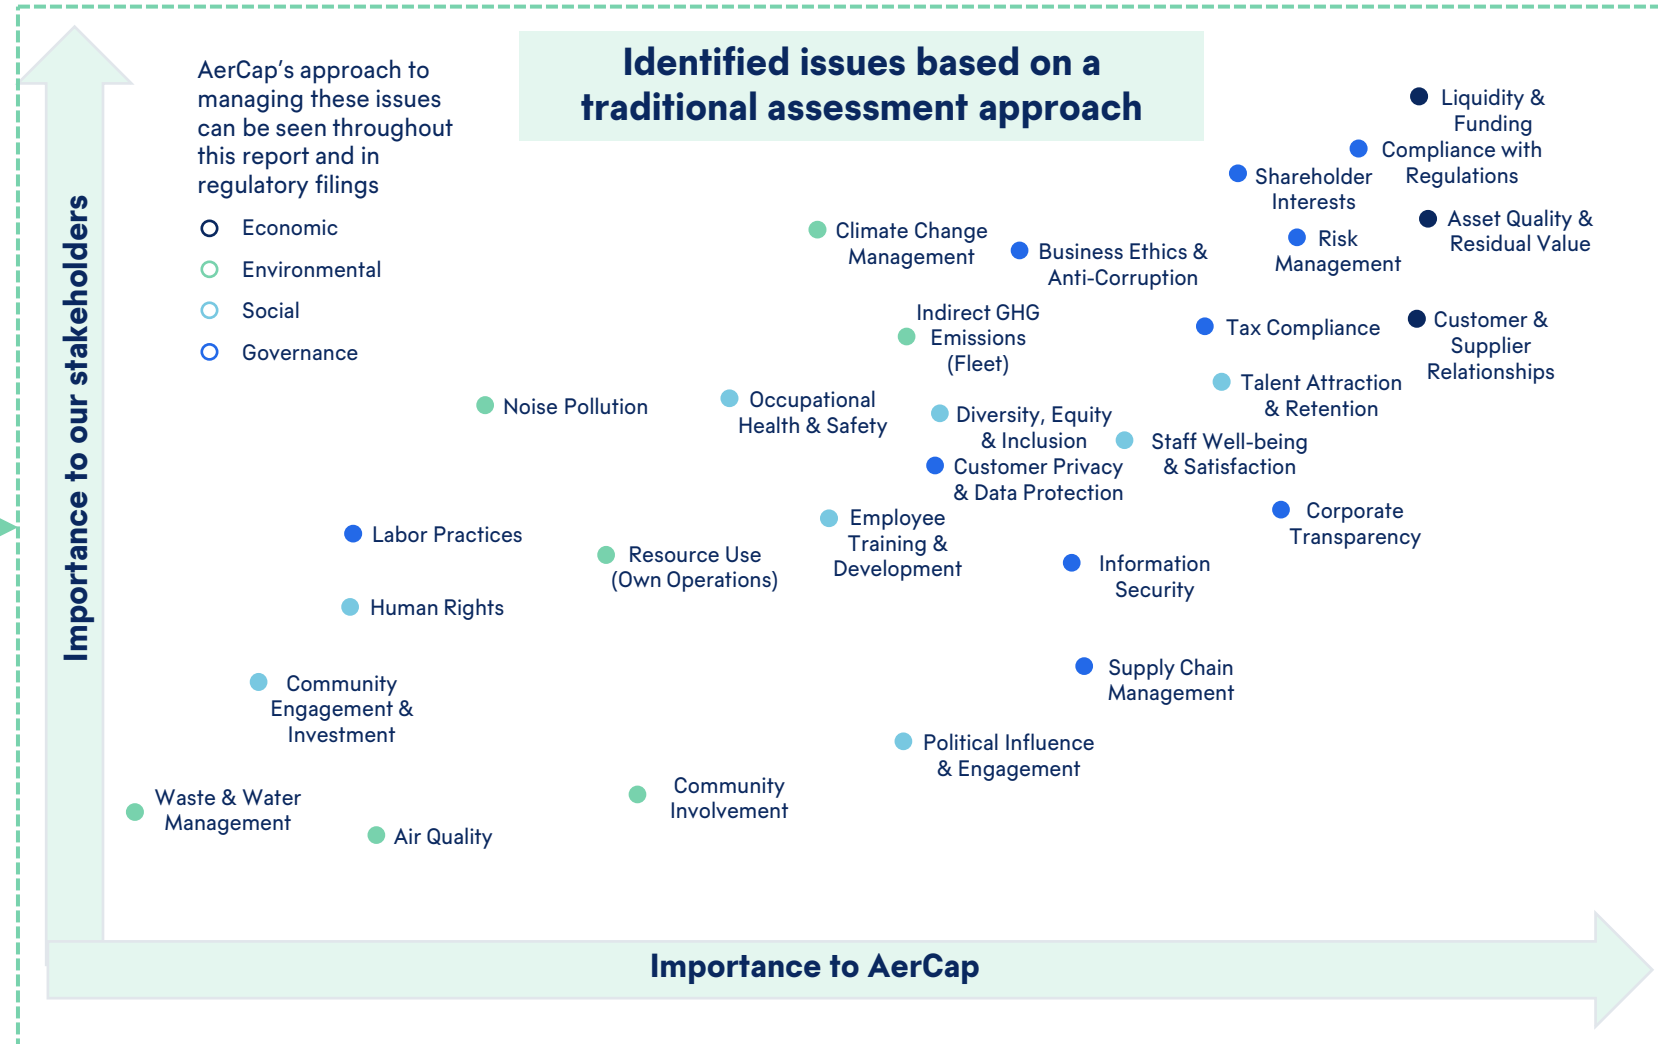 Identified issues based on a
traditional assessment approach
AerCap's approach to
managing these issues
can be seen throughout
this report and in
regulatory filings
Economic
Environmental
Social
Governance
Importance to our stakeholders
Liquidity &
Funding
Compliance with
Regulations
Shareholder
Interests
Asset Quality &
Residual Value
Risk
Management
Climate Change
Management
Business Ethics &
Anti-Corruption
Indirect GHG
Emissions
(Fleet)
Tax Compliance
Customer &
Supplier
Relationships
Talent Attraction
& Retention
Noise Pollution
Occupational
Health & Safety
Diversity, Equity
& Inclusion
Staff Well-being
& Satisfaction
Customer Privacy
& Data Protection
Corporate
Transparency
Employee
Training &
Development
Labor Practices
Resource Use
(Own Operations)
Information
Security
Human Rights
Supply Chain
Management
Community
Engagement &
Investment
Political Influence
& Engagement
Community
Involvement
Waste & Water
Management
Air Quality
Importance to AerCap